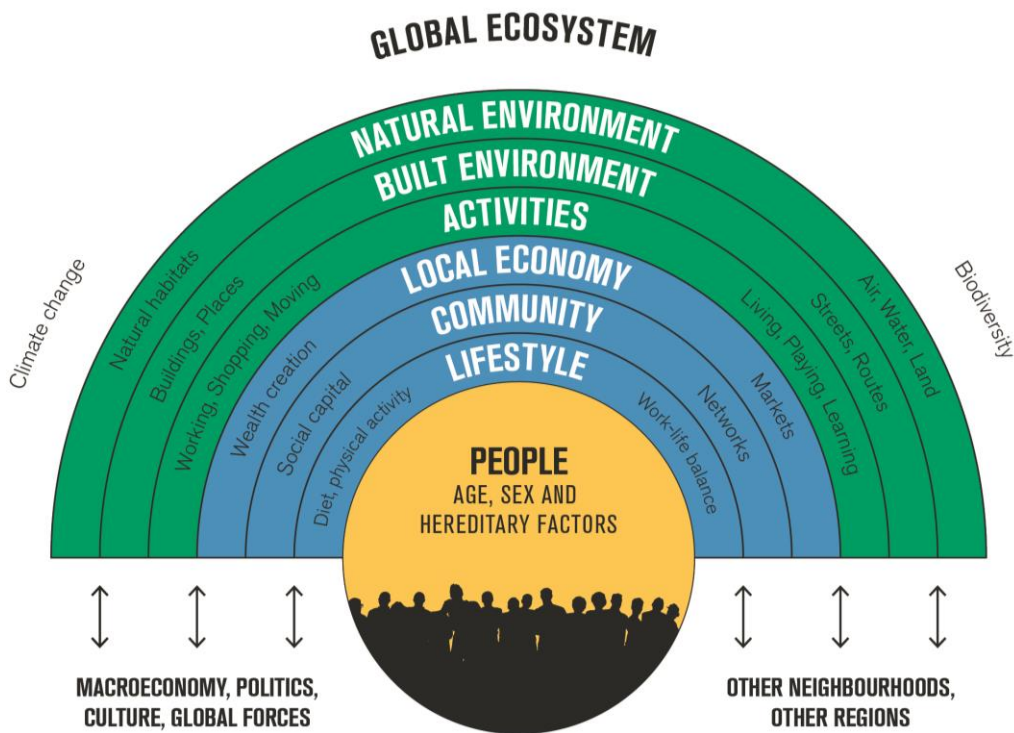 GLOBAL ECOSYSTEM
NATURAL ENVIRONMENT
BUILT ENVIRONMENT
ACTIVITIES
LOCAL ECONOMY
COMMUNITY
LIFESTYLE
Climate change
Natural habitats
Buildings, Places
Working, Shopping, Moving
Wealth creation
Social capital
Diet, physical activity
Work-life balance
Networks
Markets
Living, Playing, Learning
Streets, Routes
Air, Water, Land
Biodiversity
PEOPLE
AGE, SEX AND
HEREDITARY FACTORS
MACROECONOMY, POLITICS,
CULTURE, GLOBAL FORCES
OTHER NEIGHBOURHOODS,
OTHER REGIONS